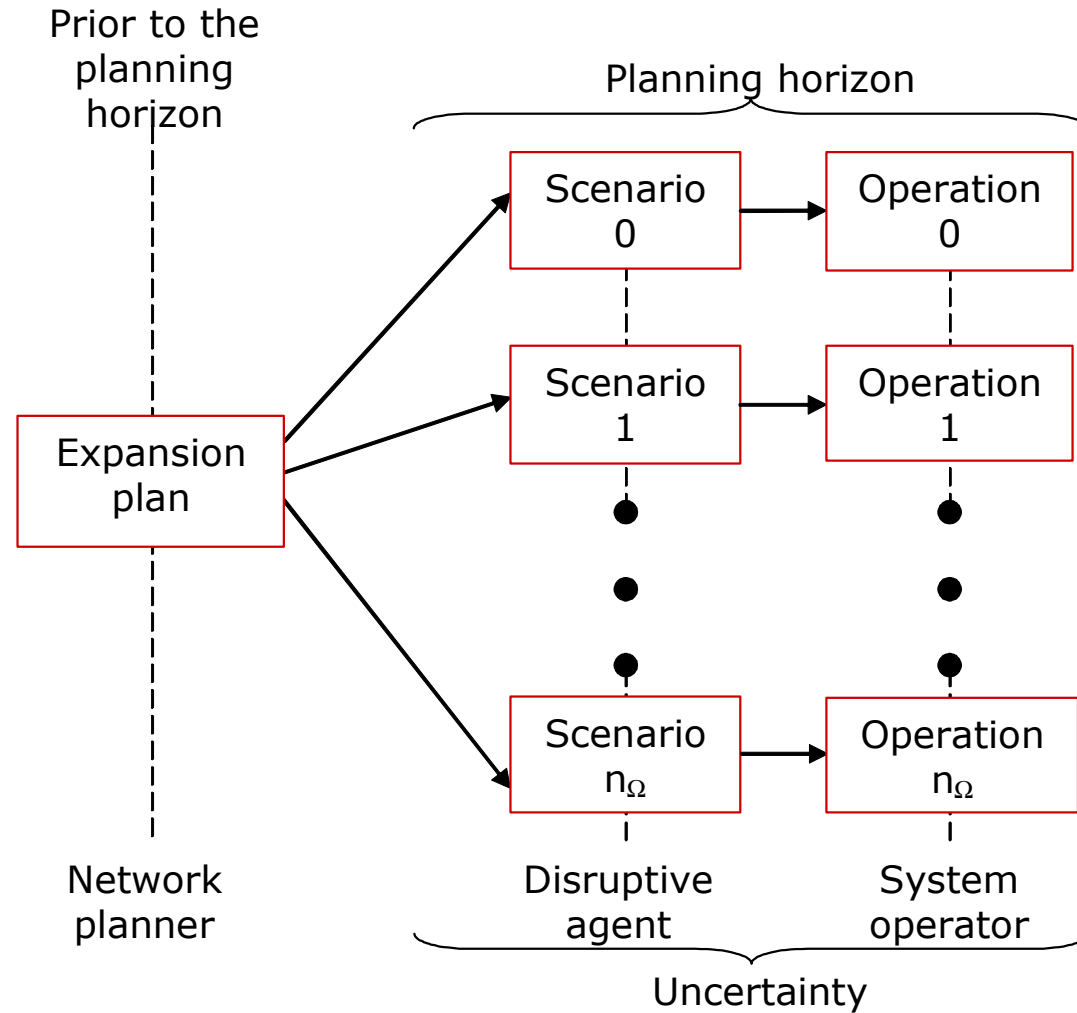 Prior to the
planning
horizon
Planning horizon
Scenario
0
Operation
0
Scenario
1
Operation
1
Expansion
plan
Scenario
nΩ
Operation
nΩ
Network
planner
Disruptive
agent
System
operator
Uncertainty